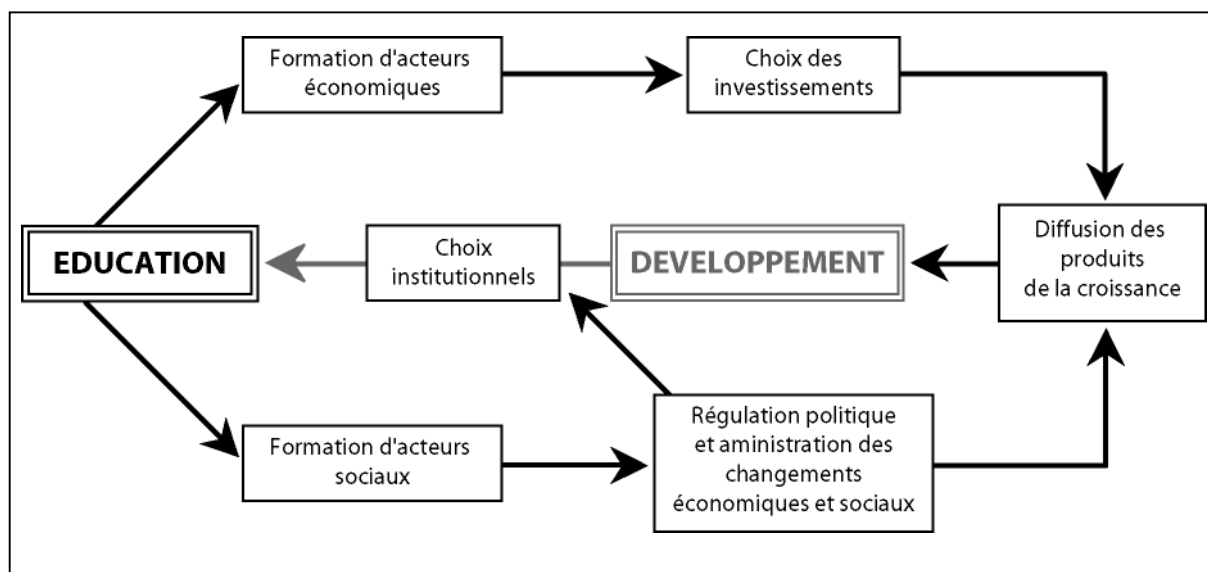 Formation d'acteurs
économiques
Choix des
investissements
EDUCATION
Choix
institutionnels
DEVELOPPEMENT
Diffusion des
produits
de la croissance
Formation d'acteurs
sociaux
Régulation politique
et aministration des
changements
économiques et sociaux